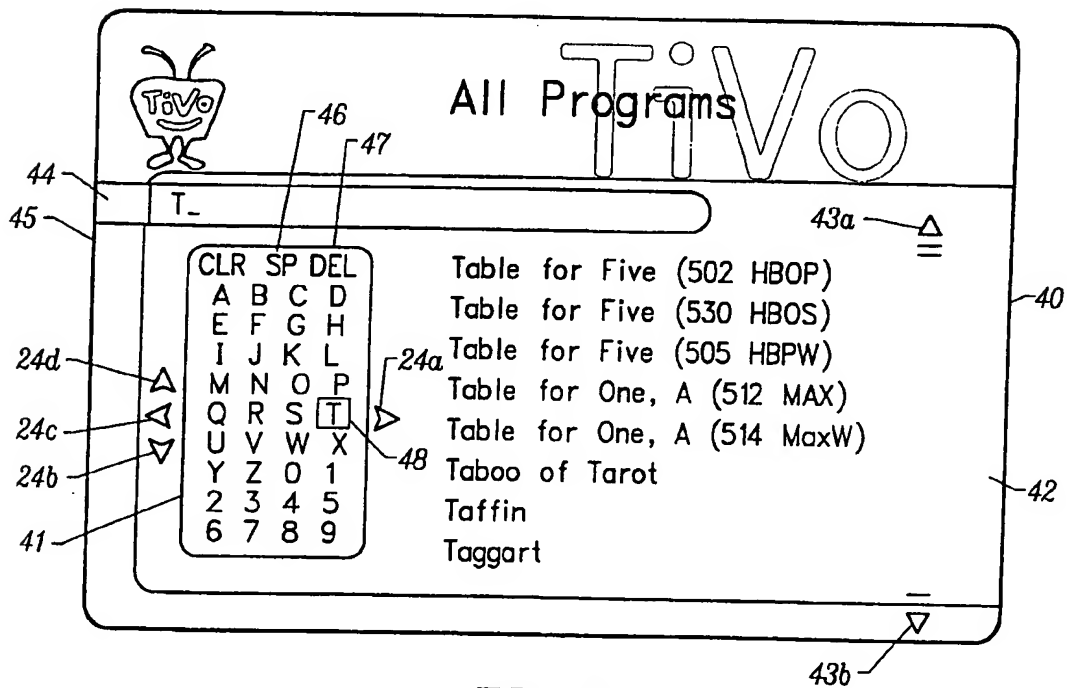 TiVo
TiVo
All Programs
46
47
44
45
T_
43a
CLR SP DEL
A B C D
E F G H
I J K L
M N O P
Q R S T
U V W X
Y Z 0 1
2 3 4 5
6 7 8 9
Table for Five (502 HBOP)
Table for Five (530 HBOS)
Table for Five (505 HBPW)
Table for One, A (512 MAX)
Table for One, A (514 MaxW)
Taboo of Tarot
Taffin
Taggart
40
24d
24a
24c
48
24b
42
41
43b